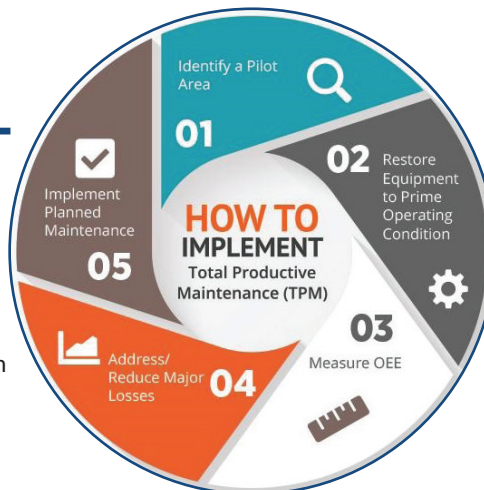 Identify a Pilot
Area
01
02
Restore
Equipment
to Prime
Operating
Condition
HOW TO
IMPLEMENT
Total Productive
Maintenance (TPM)
03
Measure OEE
Address/
Reduce Major
Losses
04
Implement
Planned
Maintenance
05
n